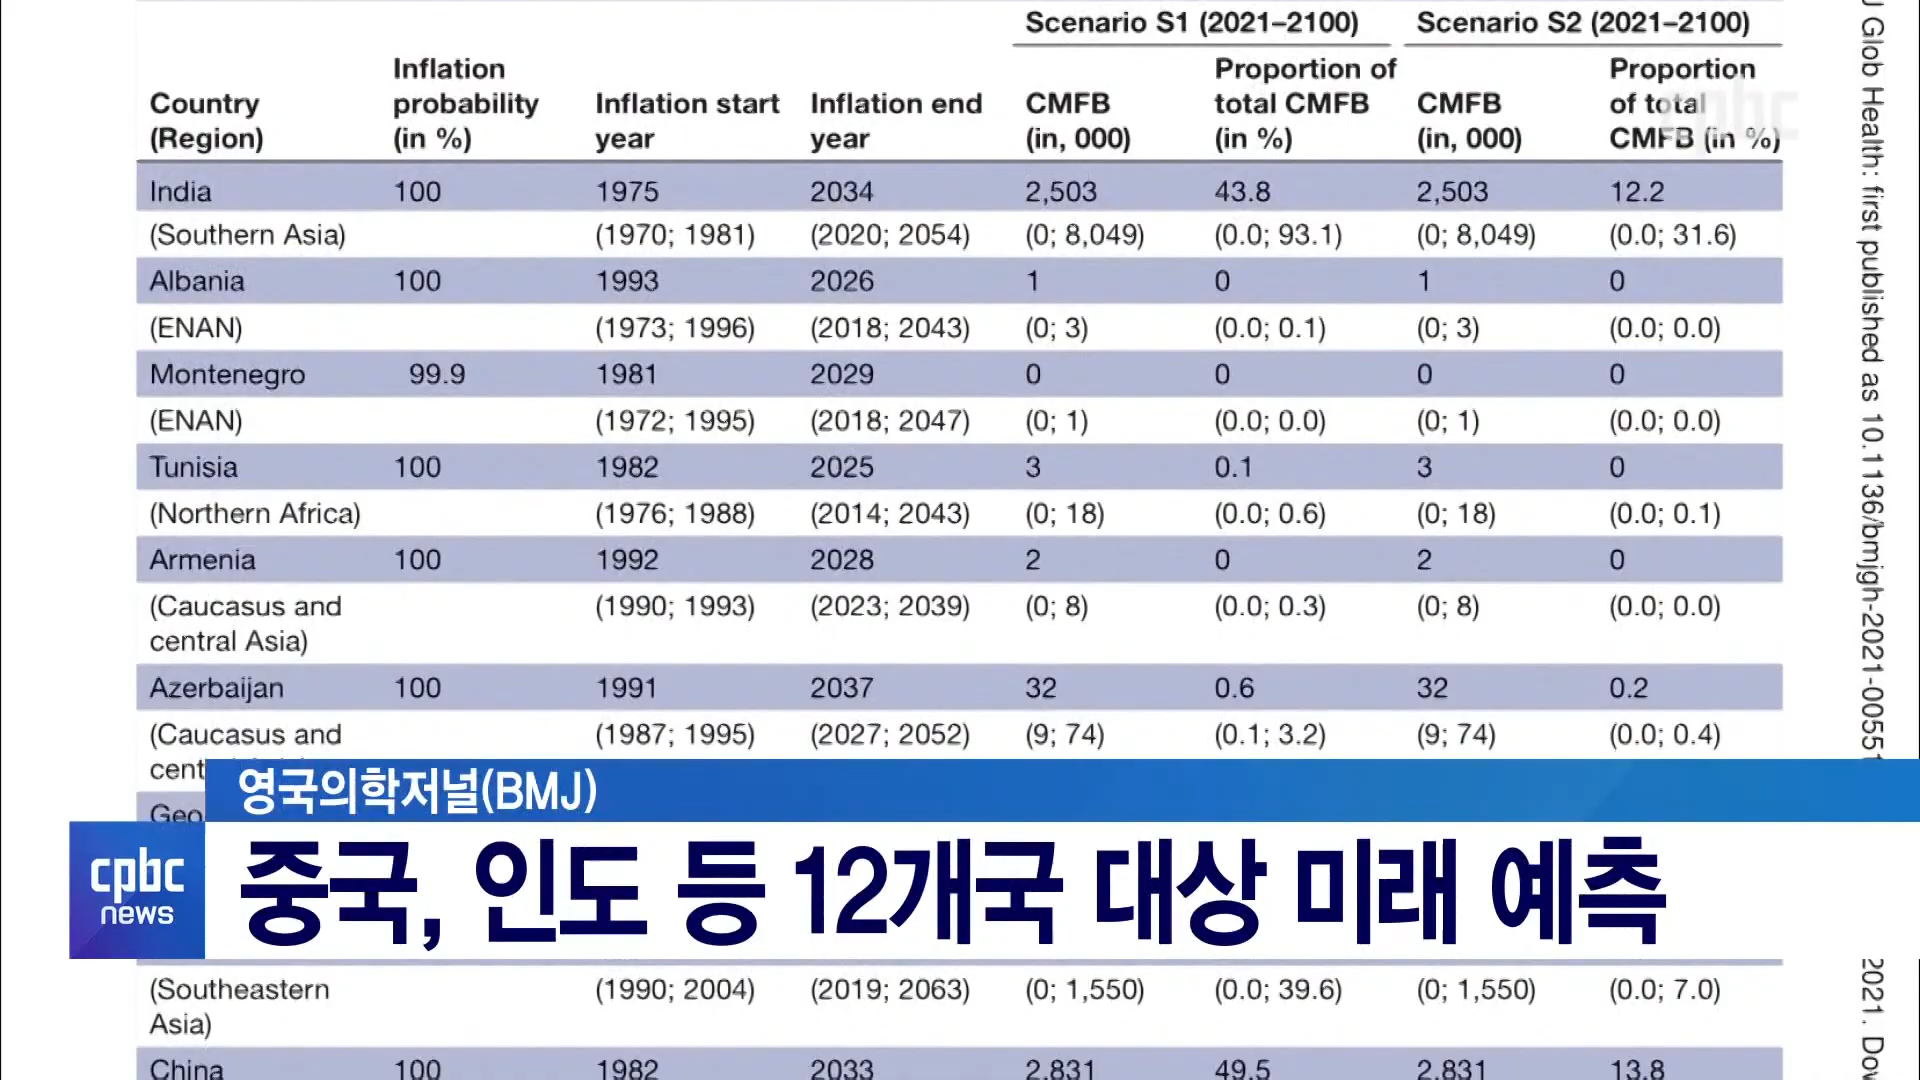 Scenario S1 (2021–2100) Scenario S2 (2021–2100)
Country (Region) Inflation probability (in %) Inflation start year Inflation end year CMFB (in, 000) Proportion of total CMFB (in %) CMFB (in, 000) Proportion of total CMFB (in %)
India 100 1975 2034 2,503 43.8 2,503 12.2
(Southern Asia) (1970; 1981) (2020; 2054) (0; 8,049) (0.0; 93.1) (0; 8,049) (0.0; 31.6)
Albania 100 1993 2026 1 0 1 0
(ENAN) (1973; 1996) (2018; 2043) (0; 3) (0.0; 0.1) (0; 3) (0.0; 0.0)
Montenegro 99.9 1981 2029 0 0 0 0
(ENAN) (1972; 1995) (2018; 2047) (0; 1) (0.0; 0.0) (0; 1) (0.0; 0.0)
Tunisia 100 1982 2025 3 0.1 3 0
(Northern Africa) (1976; 1988) (2014; 2043) (0; 18) (0.0; 0.6) (0; 18) (0.0; 0.1)
Armenia 100 1992 2028 2 0 2 0
(Caucasus and (1990; 1993) (2023; 2039) (0; 8) (0.0; 0.3) (0; 8) (0.0; 0.0)
central Asia)
Azerbaijan 100 1991 2037 32 0.6 32 0.2
(Caucasus and (1987; 1995) (2027; 2052) (9; 74) (0.1; 3.2) (9; 74) (0.0; 0.4)
cent
Geo
영국의학저널(BMJ)
cpbc
news
중국, 인도 등 12개국 대상 미래 예측
(Southeastern (1990; 2004) (2019; 2063) (0; 1,550) (0.0; 39.6) (0; 1,550) (0.0; 7.0)
Asia)
China 100 1982 2033 2,831 49.5 2,831 13.8
cpbc
J Glob Health: first published as 10.1136/bmjgh-2021-00551
2021. Dov